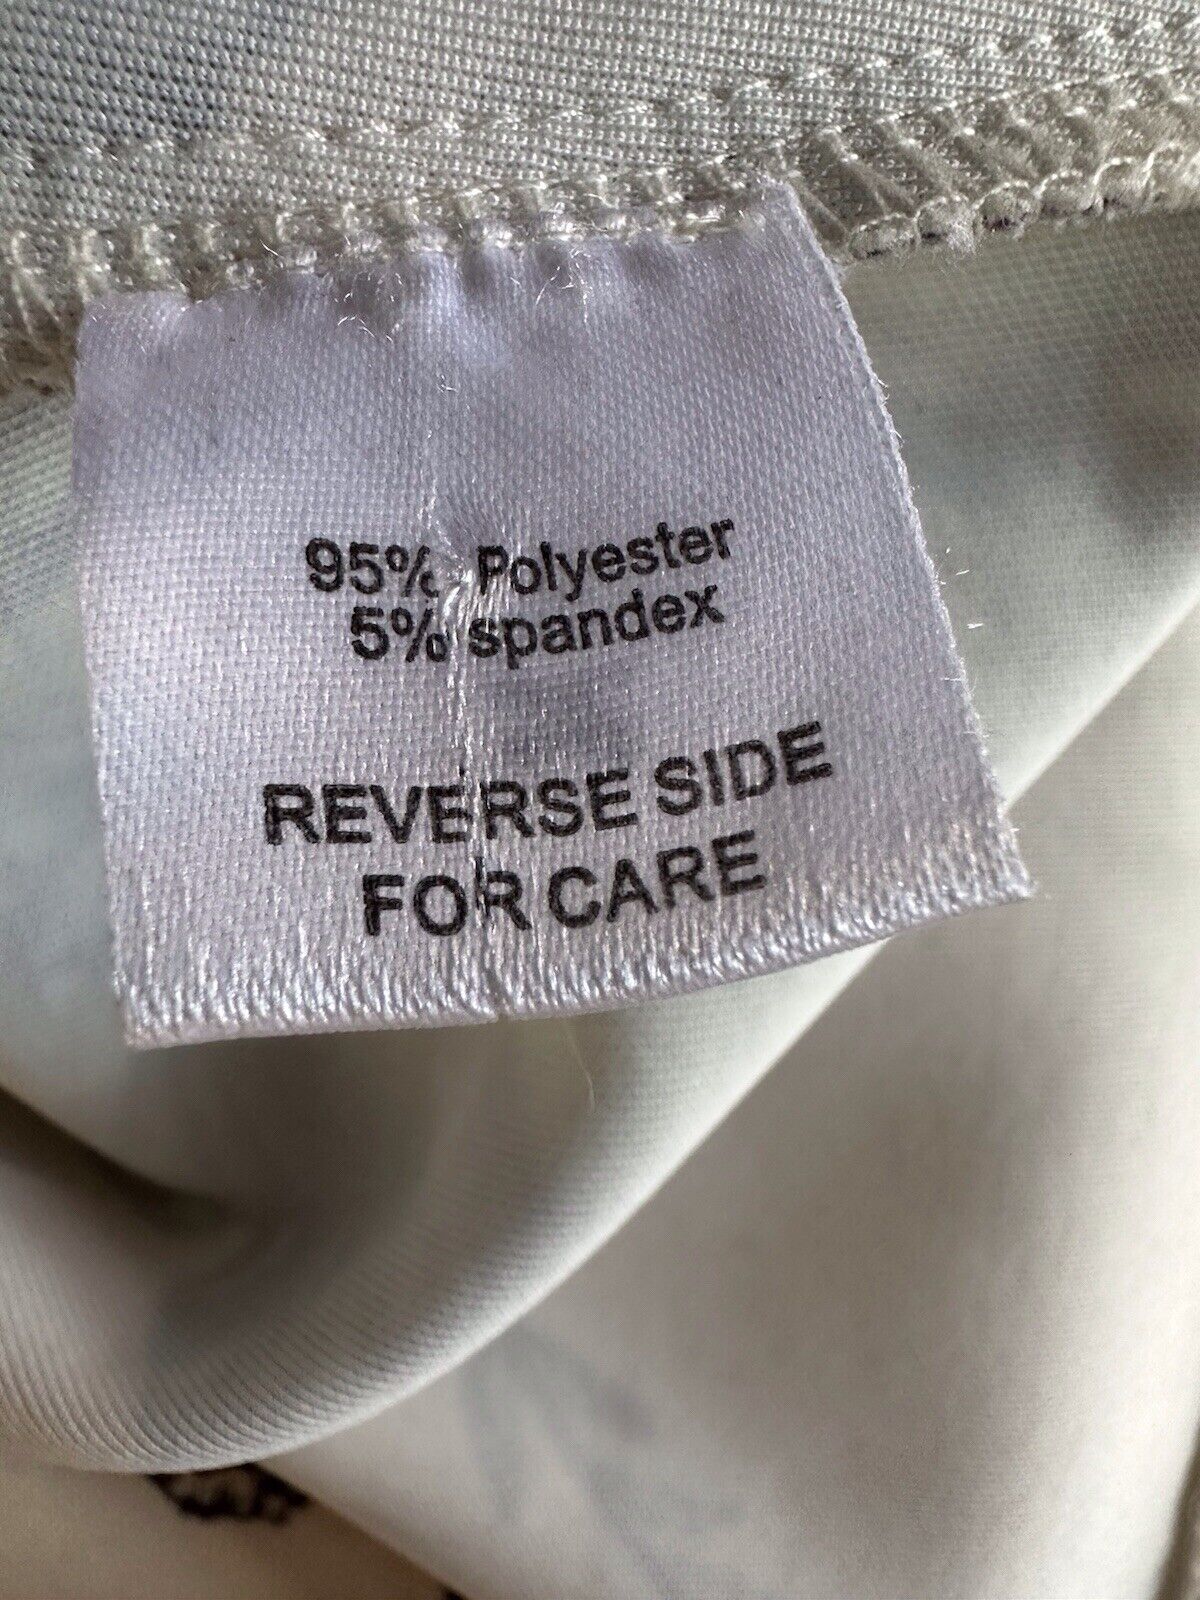 95% Polyester
5% spandex
REVERSE SIDE
FOR CARE